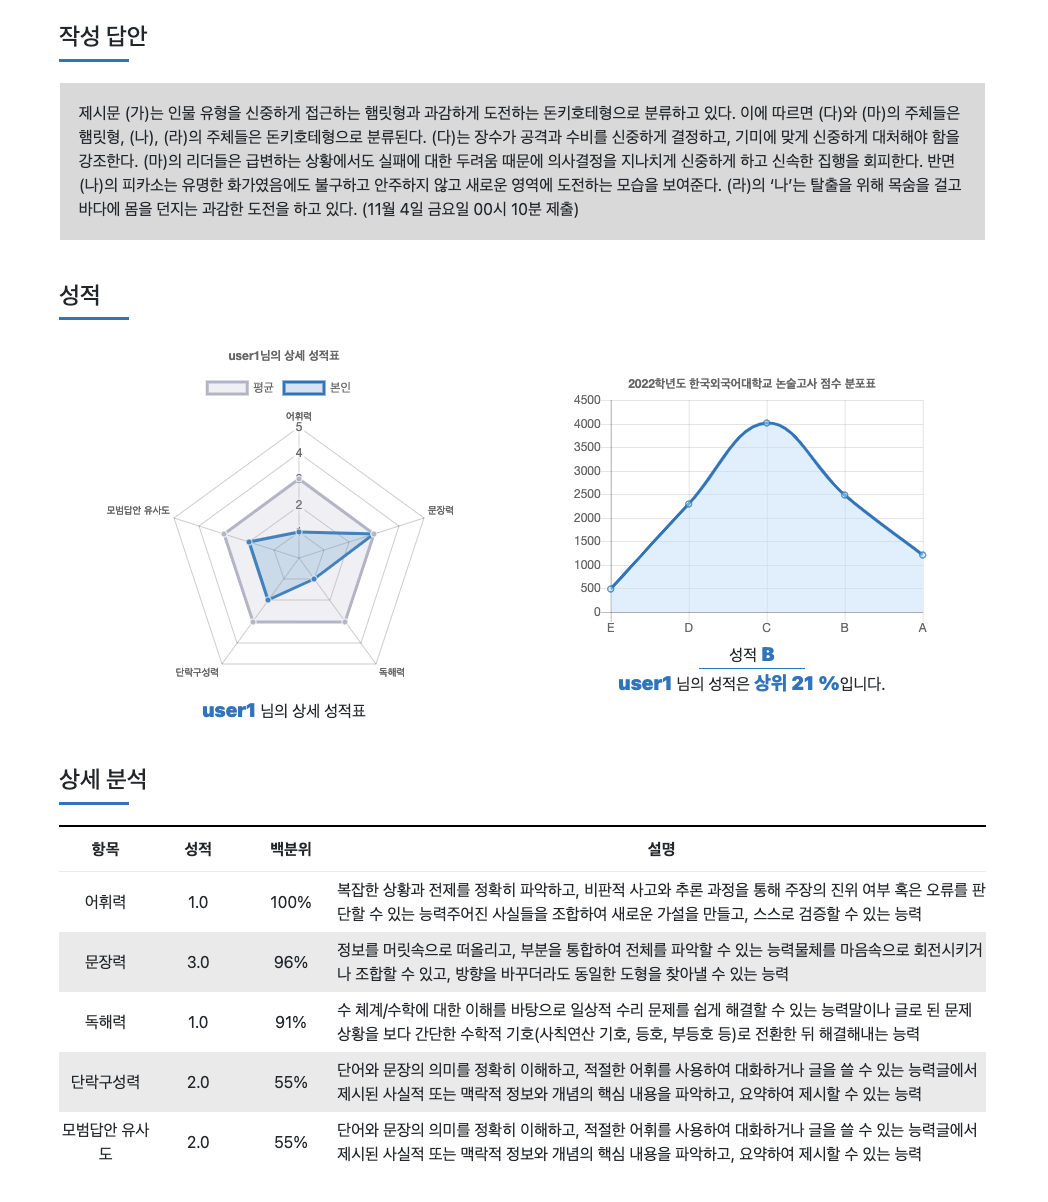 작성 답안
제시문 (가)는 인물 유형을 신중하게 접근하는 햄릿형과 과감하게 도전하는 돈키호테형으로 분류하고 있다. 이에 따르면 (다)와 (마)의 주체들은
햄릿형, (나), (라)의 주체들은 돈키호테형으로 분류된다. (다)는 장수가 공격과 수비를 신중하게 결정하고, 기미에 맞게 신중하게 대처해야 함을
강조한다. (마)의 리더들은 급변하는 상황에서도 실패에 대한 두려움 때문에 의사결정을 지나치게 신중하게 하고 신속한 집행을 회피한다. 반면
(나)의 피카소는 유명한 화가였음에도 불구하고 안주하지 않고 새로운 영역에 도전하는 모습을 보여준다. (라)의 ‘나’는 탈출을 위해 목숨을 걸고
바다에 몸을 던지는 과감한 도전을 하고 있다. (11월 4일 금요일 00시 10분 제출)
성적
user1님의 상세 성적표
평균 본인
어휘력
5
4
3
2
1
모범답안 유사도
문장력
단락구성력
독해력
user1 님의 상세 성적표
2022학년도 한국외국어대학교 논술고사 점수 분포표
4500
4000
3500
3000
2500
2000
1500
1000
500
0
E D C B A
성적 B
user1 님의 성적은 상위 21 %입니다.
상세 분석
항목 성적 백분위 설명
어휘력 1.0 100% 복잡한 상황과 전제를 정확히 파악하고, 비판적 사고와 추론 과정을 통해 주장의 진위 여부 혹은 오류를 판
단할 수 있는 능력주어진 사실들을 조합하여 새로운 가설을 만들고, 스스로 검증할 수 있는 능력
문장력 3.0 96% 정보를 머릿속으로 떠올리고, 부분을 통합하여 전체를 파악할 수 있는 능력물체를 마음속으로 회전시키거
나 조합할 수 있고, 방향을 바꾸더라도 동일한 도형을 찾아낼 수 있는 능력
독해력 1.0 91% 수 체계/수학에 대한 이해를 바탕으로 일상적 수리 문제를 쉽게 해결할 수 있는 능력말이나 글로 된 문제
상황을 보다 간단한 수학적 기호(사칙연산 기호, 등호, 부등호 등)로 전환한 뒤 해결해내는 능력
단락구성력 2.0 55% 단어와 문장의 의미를 정확히 이해하고, 적절한 어휘를 사용하여 대화하거나 글을 쓸 수 있는 능력글에서
제시된 사실적 또는 맥락적 정보와 개념의 핵심 내용을 파악하고, 요약하여 제시할 수 있는 능력
모범답안 유사
도 2.0 55% 단어와 문장의 의미를 정확히 이해하고, 적절한 어휘를 사용하여 대화하거나 글을 쓸 수 있는 능력글에서
제시된 사실적 또는 맥락적 정보와 개념의 핵심 내용을 파악하고, 요약하여 제시할 수 있는 능력